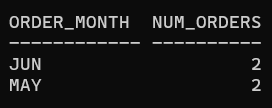 ORDER_MONTH  NUM_ORDERS
------------ ----------
JUN                   2
MAY                   2